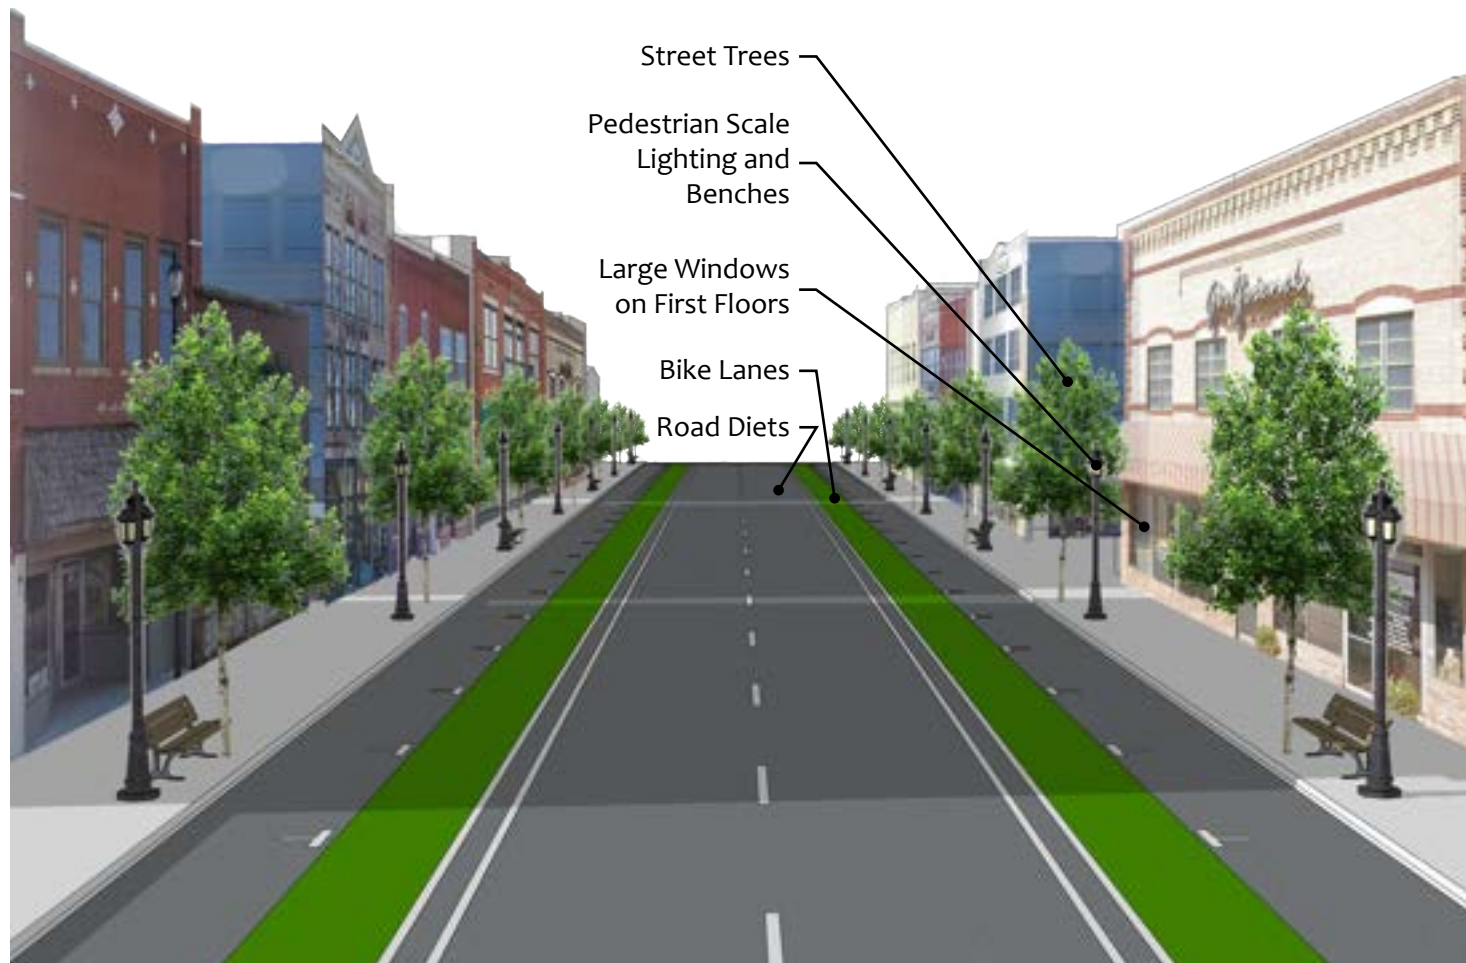 Street Trees
Pedestrian Scale
Lighting and
Benches
Large Windows
on First Floors
Bike Lanes
Road Diets